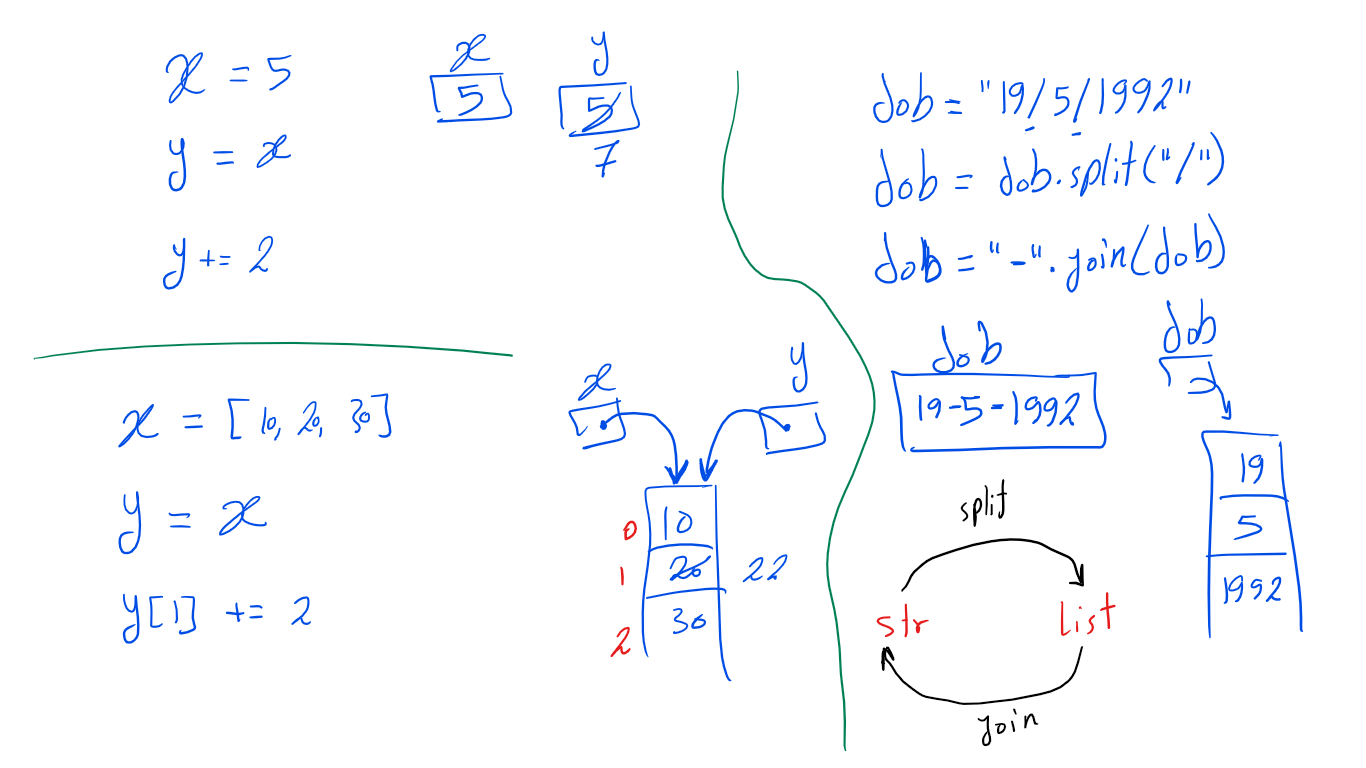 x = 5
y = x
y += 2
x
5
y
5
7
x = [10, 20, 30]
y = x
y[1] += 2
x
y
0 10
1 20 22
2 30
dob = "19/5/1992"
dob = dob.split("/")
dob = "-".join(dob)
dob
19-5-1992
dob
19
5
1992
split
str list
join